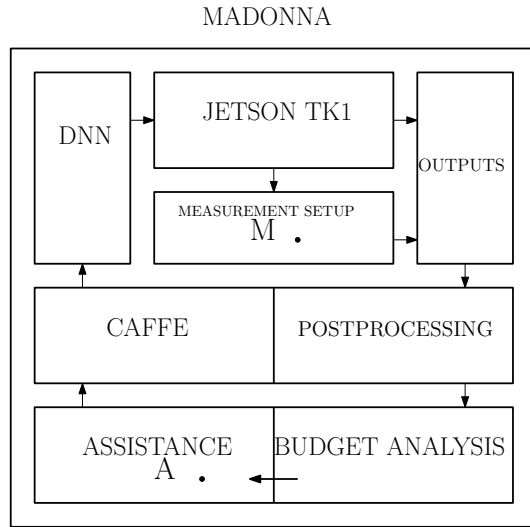 MADONNA
DNN
JETSON TK1
OUTPUTS
MEASUREMENT SETUP
M
CAFFE
POSTPROCESSING
ASSISTANCE
A
BUDGET ANALYSIS